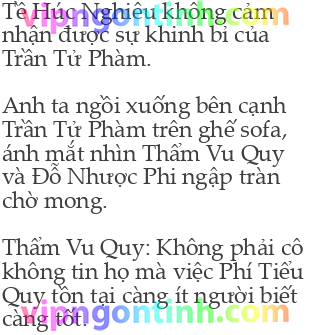 Tề Húc Nghiêu không cảm
nhận được sự khinh bỉ của
Trần Tử Phàm.
Anh ta ngồi xuống bên cạnh
Trần Tử Phàm trên ghế sofa,
ánh mắt nhìn Thẩm Vu Quy
và Đỗ Nhược Phi ngập tràn
chờ mong.
Thẩm Vu Quy: Không phải cô
không tin họ mà việc Phí Tiểu
Quy tồn tại càng ít người biết
càng tốt.
vipngontinh.com
vipngontinh.com